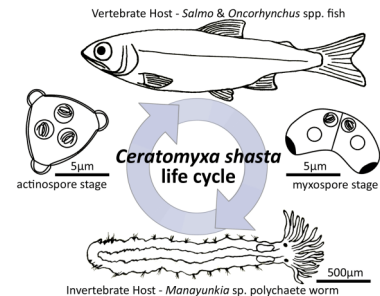 Vertebrate Host - Salmo & Oncorhynchus spp. fish
5μm
actinospore stage
Ceratomyxa shasta
life cycle
5μm
myxospore stage
500μm
Invertebrate Host - Manayunkia sp. polychaete worm